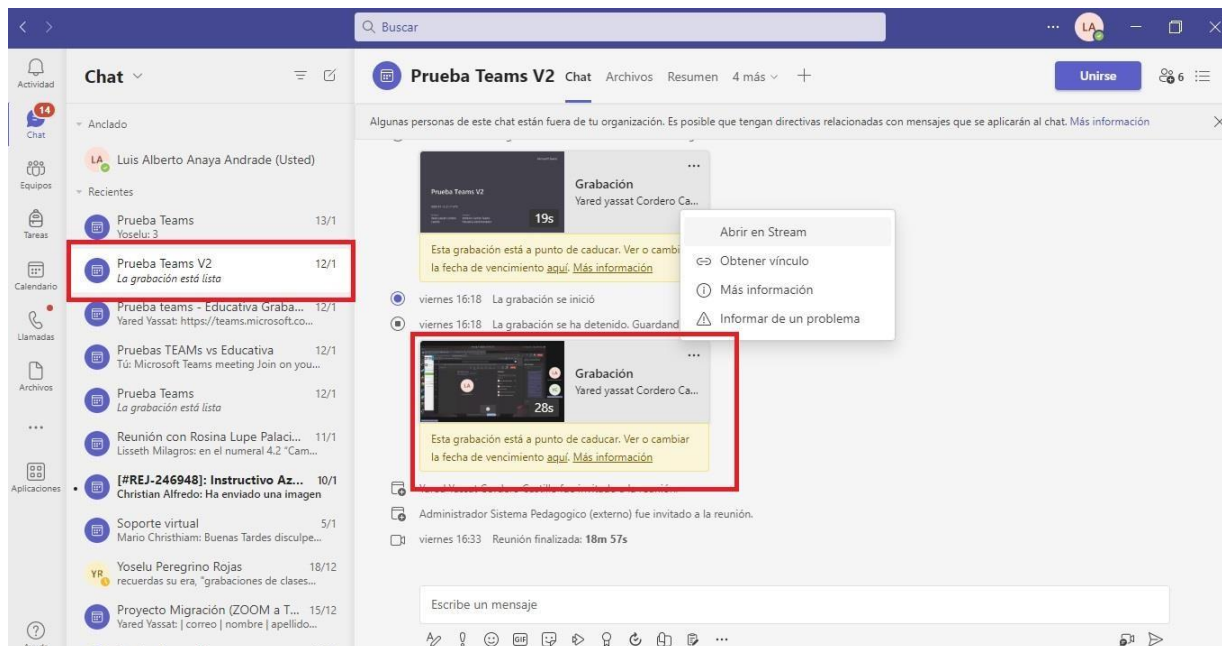 Buscar
LA
Actividad
14
Chat
Equipos
Tareas
Calendario
Llamadas
Archivos
Aplicaciones
Chat
Anclado
LA Luis Alberto Anaya Andrade (Usted)
Recientes
Prueba Teams 13/1
Yoselu: 3
Prueba Teams V2 12/1
La grabación está lista
Prueba teams - Educativa Graba... 12/1
Yared Yassat: https://teams.microsoft.co...
Pruebas TEAMs vs Educativa 12/1
Tú: Microsoft Teams meeting Join on you...
Prueba Teams 12/1
La grabación está lista
Reunión con Rosina Lupe Palaci... 11/1
Lisseth Milagros: en el numeral 4.2 "Cam...
[#REJ-246948]: Instructivo Az... 10/1
Christian Alfredo: Ha enviado una imagen
Soporte virtual 5/1
Mario Christhiam: Buenas Tardes disculpe...
YR Yoselu Peregrino Rojas 18/12
recuerdas su era, "grabaciones de clases...
Proyecto Migración (ZOOM a T... 15/12
Yared Yassat: | correo | nombre | apellido...
Prueba Teams V2 Chat Archivos Resumen 4 más Unirse 6
Algunas personas de este chat están fuera de tu organización. Es posible que tengan directivas relacionadas con mensajes que se aplicarán al chat. Más información
Prueba Teams V2
19s
Grabación
Yared yassat Cordero Ca...
Esta grabación está a punto de caducar. Ver o cambi
la fecha de vencimiento aquí. Más información
Abrir en Stream
Obtener vínculo
Más información
Informar de un problema
viernes 16:18 La grabación se inició
viernes 16:18 La grabación se ha detenido. Guardand
LA
28s
Grabación
Yared yassat Cordero Ca...
Esta grabación está a punto de caducar. Ver o cambiar
la fecha de vencimiento aquí. Más información
Yared Yassat Cordero Castillo fue invitado a la reunión.
Administrador Sistema Pedagogico (externo) fue invitado a la reunión.
viernes 16:33 Reunión finalizada: 18m 57s
Escribe un mensaje
GIF